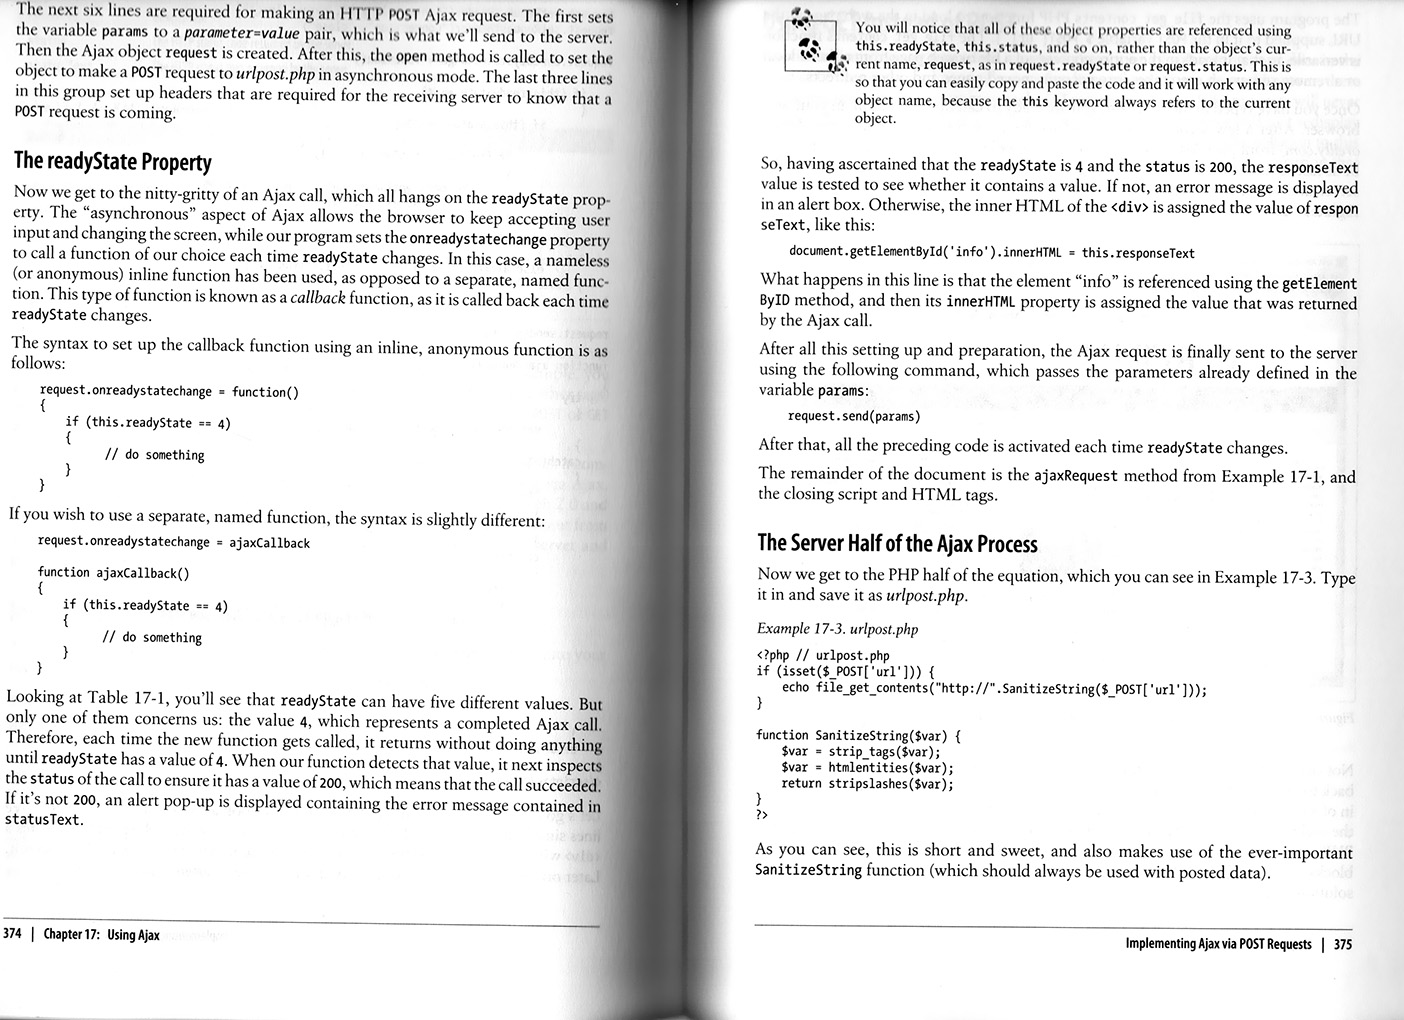 The next six lines are required for making an HTTP POST Ajax request. The first sets
the variable params to a parameter=value pair, which is what we'll send to the server.
Then the Ajax object request is created. After this, the open method is called to set the
object to make a POST request to urlpost.php in asynchronous mode. The last three lines
in this group set up headers that are required for the receiving server to know that a
POST request is coming.
The readyState Property
Now we get to the nitty-gritty of an Ajax call, which all hangs on the readyState prop-
erty. The “asynchronous” aspect of Ajax allows the browser to keep accepting user
input and changing the screen, while our program sets the onreadystatechange property
to call a function of our choice each time readyState changes. In this case, a nameless
(or anonymous) inline function has been used, as opposed to a separate, named func-
tion. This type of function is known as a callback function, as it is called back each time
readyState changes.
The syntax to set up the callback function using an inline, anonymous function is as
follows:
request.onreadystatechange = function()
{
if (this.readyState == 4)
{
// do something
}
}
If you wish to use a separate, named function, the syntax is slightly different:
request.onreadystatechange = ajaxCallback
function ajaxCallback()
{
if (this.readyState == 4)
{
// do something
}
}
Looking at Table 17-1, you'll see that readyState can have five different values. But
only one of them concerns us: the value 4, which represents a completed Ajax call.
Therefore, each time the new function gets called, it returns without doing anything
until readyState has a value of 4. When our function detects that value, it next inspects
the status of the call to ensure it has a value of 200, which means that the call succeeded.
If it's not 200, an alert pop-up is displayed containing the error message contained in
statusText.
374 | Chapter 17: Using Ajax
You will notice that all of these object properties are referenced using
this.readyState, this.status, and so on, rather than the object's cur-
rent name, request, as in request.readyState or request.status. This is
so that you can easily copy and paste the code and it will work with any
object name, because the this keyword always refers to the current
object.
So, having ascertained that the readyState is 4 and the status is 200, the responseText
value is tested to see whether it contains a value. If not, an error message is displayed
in an alert box. Otherwise, the inner HTML of the <div> is assigned the value of respon
seText, like this:
document.getElementById('info').innerHTML = this.responseText
What happens in this line is that the element “info” is referenced using the getElement
ByID method, and then its innerHTML property is assigned the value that was returned
by the Ajax call.
After all this setting up and preparation, the Ajax request is finally sent to the server
using the following command, which passes the parameters already defined in the
variable params:
request.send(params)
After that, all the preceding code is activated each time readyState changes.
The remainder of the document is the ajaxRequest method from Example 17-1, and
the closing script and HTML tags.
The Server Half of the Ajax Process
Now we get to the PHP half of the equation, which you can see in Example 17-3. Type
it in and save it as urlpost.php.
Example 17-3. urlpost.php
<?php // urlpost.php
if (isset($_POST['url'])) {
echo file_get_contents("http://".SanitizeString($_POST['url']));
}
function SanitizeString($var) {
$var = strip_tags($var);
$var = htmlentities($var);
return stripslashes($var);
}
?>
As you can see, this is short and sweet, and also makes use of the ever-important
SanitizeString function (which should always be used with posted data).
Implementing Ajax via POST Requests | 375